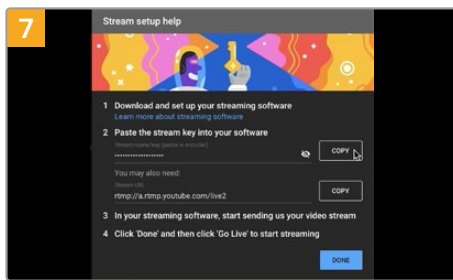 7
Stream setup help
1 Download and set up your streaming software
Learn more about streaming software
2 Paste the stream key into your software
Stream name/key (paste in encoder)
••••••••••••••••••••
COPY
You may also need:
Stream URL
rtmp://a.rtmp.youtube.com/live2
COPY
3 In your streaming software, start sending us your video stream
4 Click 'Done' and then click 'Go Live' to start streaming
DONE